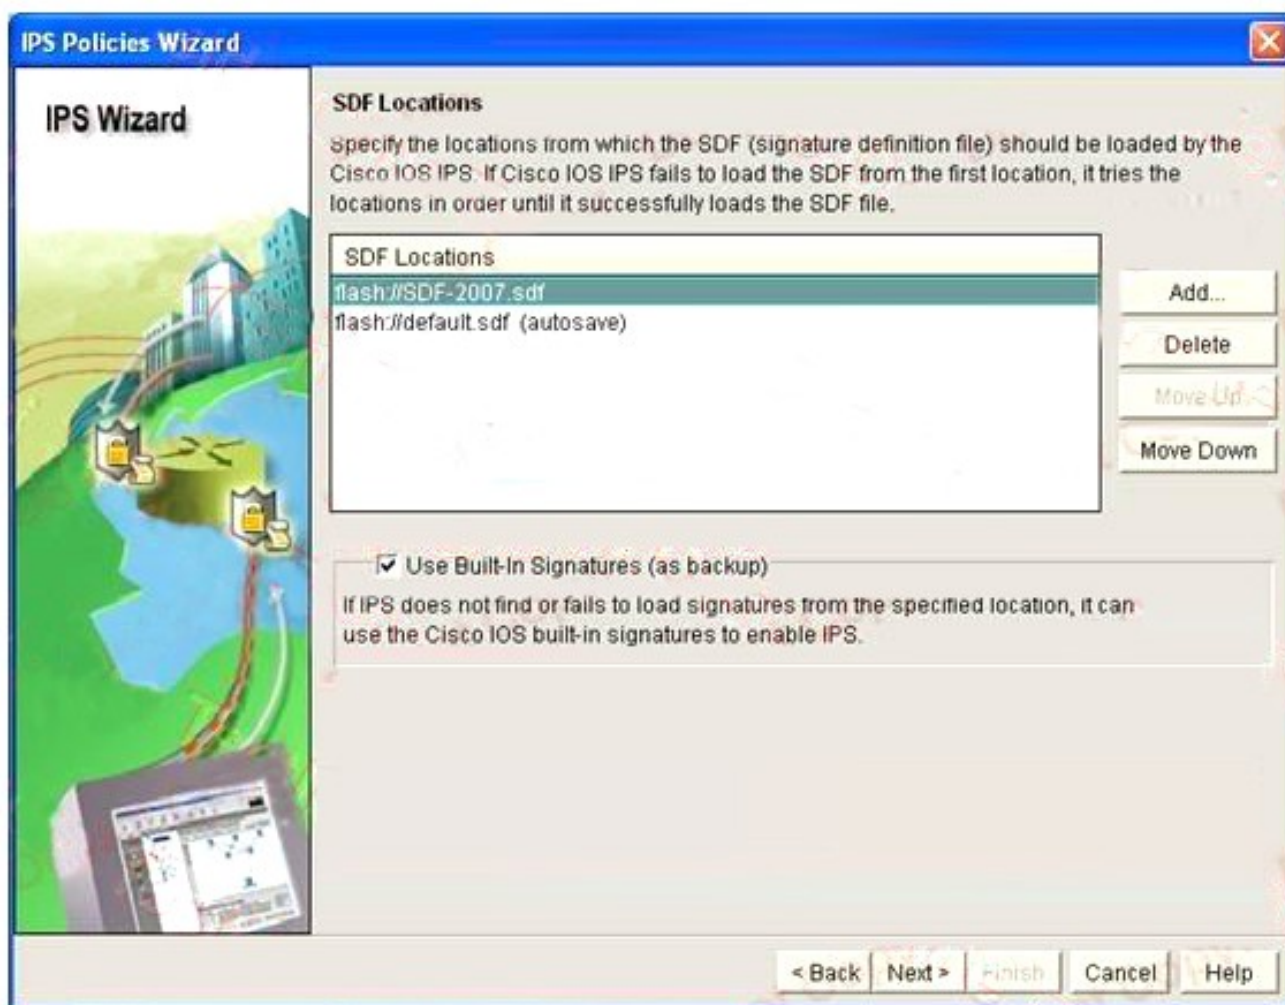 IPS Policies Wizard
IPS Wizard
SDF Locations
Specify the locations from which the SDF (signature definition file) should be loaded by the
Cisco IOS IPS. If Cisco IOS IPS fails to load the SDF from the first location, it tries the
locations in order until it successfully loads the SDF file.
SDF Locations
flash://SDF-2007.sdf
flash://default.sdf (autosave)
Add...
Delete
Move Up
Move Down
Use Built-In Signatures (as backup)
If IPS does not find or fails to load signatures from the specified location, it can
use the Cisco IOS built-in signatures to enable IPS.
< Back
Next >
Finish
Cancel
Help